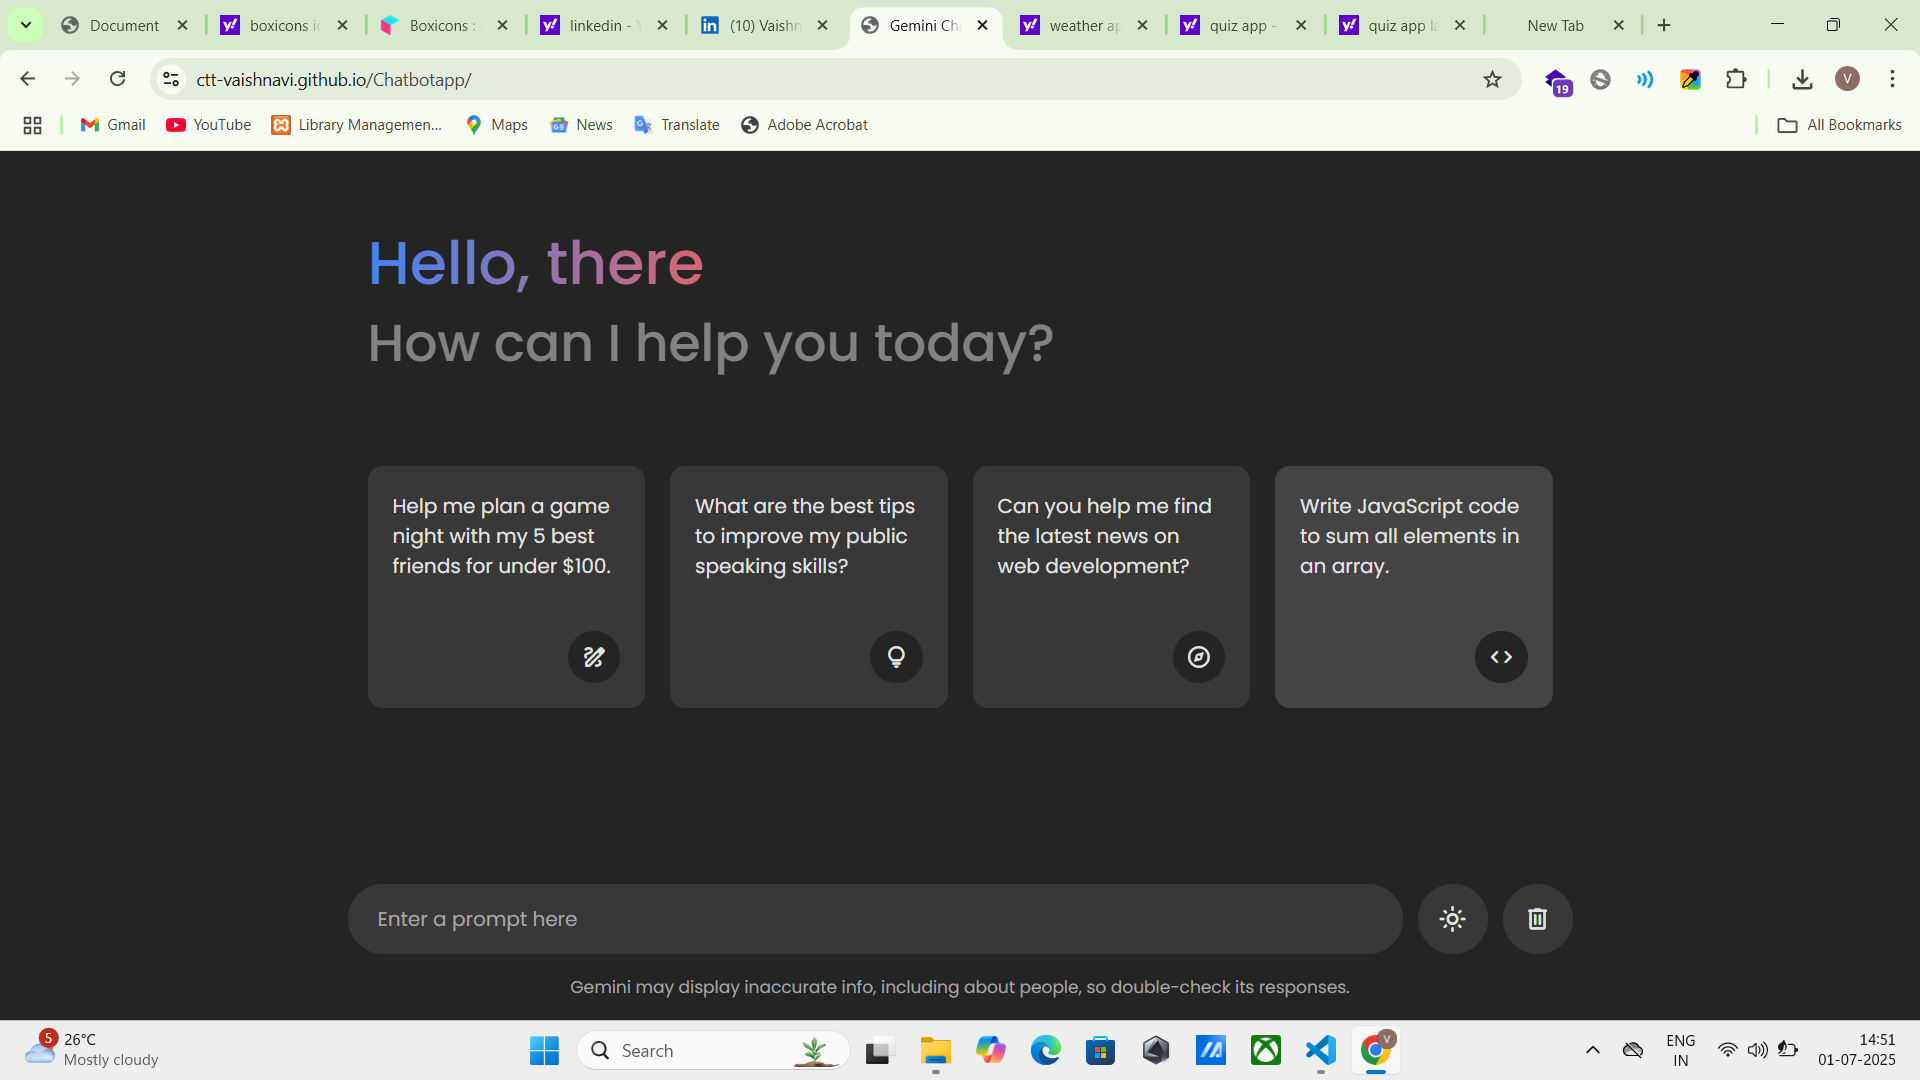 Document
boxicons ic
Boxicons :
linkedin - Y
(10) Vaishn
Gemini Ch
weather ap
quiz app -
quiz app la
New Tab
ctt-vaishnavi.github.io/Chatbotapp/
19
V
Gmail
YouTube
Library Managemen...
Maps
News
Translate
Adobe Acrobat
All Bookmarks
Hello, there
How can I help you today?
Help me plan a game
night with my 5 best
friends for under $100.
What are the best tips
to improve my public
speaking skills?
Can you help me find
the latest news on
web development?
Write JavaScript code
to sum all elements in
an array.
Enter a prompt here
Gemini may display inaccurate info, including about people, so double-check its responses.
5
26°C
Mostly cloudy
Search
V
ENG
IN
14:51
01-07-2025